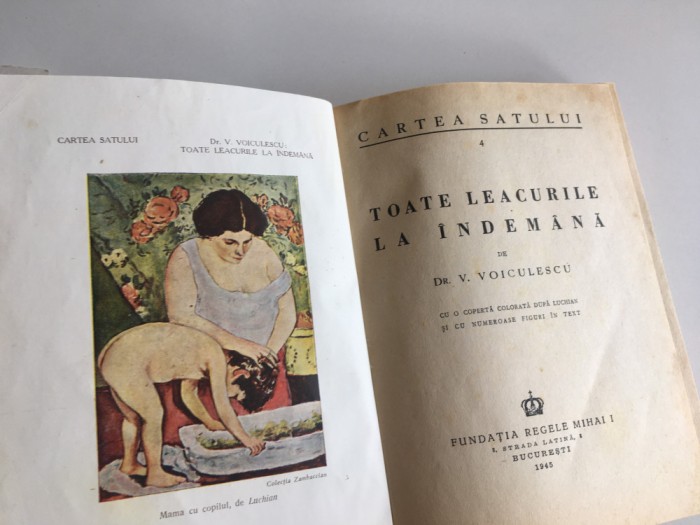 CARTEA SATULUI
Dr. V. VOICULESCU:
TOATE LEACURILE LA ÎNDEMÂNĂ
Colecția Zambaccian
Mama cu copilul, de Luchian
CARTEA SATULUI
4
TOATE LEACURILE
LA ÎNDEMÂNĂ
DE
DR. V. VOICULESCU
CU O COPERTĂ COLORATĂ DUPĂ LUCHIAN
ȘI CU NUMEROASE FIGURI ÎN TEXT
FUNDAȚIA REGELE MIHAI I
STRADA LATINĂ,
BUCUREȘTI
1945